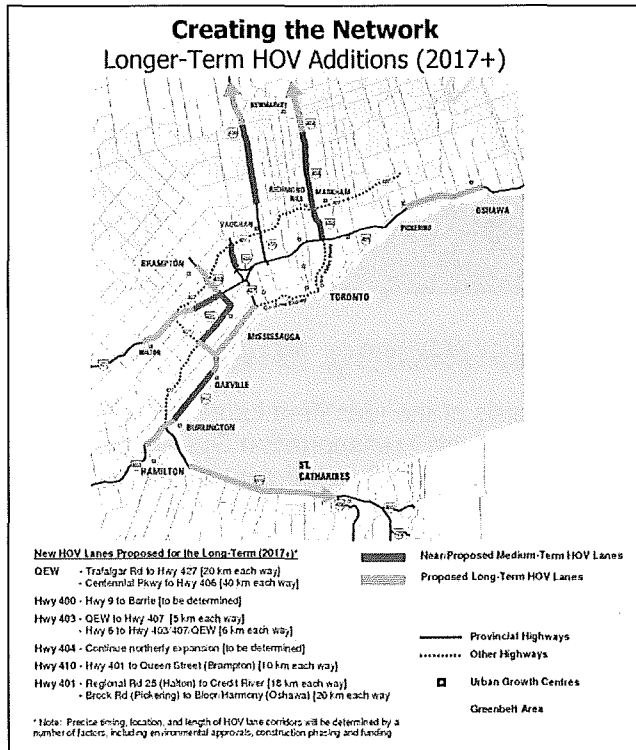 Creating the Network
Longer-Term HOV Additions (2017+)
NEWMARKET
RICHMOND
HILL
MARKHAM
VAUGHAN
OSHAWA
PICKERING
BRAMPTON
TORONTO
MISSISSAUGA
MILTON
OAKVILLE
BURLINGTON
HAMILTON
ST.
CATHARINES
New HOV Lanes Proposed for the Long-Term (2017+)*
QEW - Trafalgar Rd to Hwy 427 [20 km each way]
- Centennial Pkwy to Hwy 406 [40 km each way]
Hwy 400 - Hwy 9 to Barrie [to be determined]
Hwy 403 - QEW to Hwy 407 [5 km each way]
- Hwy 6 to Hwy 403/407/QEW [6 km each way]
Hwy 404 - Continue northerly expansion [to be determined]
Hwy 410 - Hwy 401 to Queen Street (Brampton) [10 km each way]
Hwy 401 - Regional Rd 25 (Halton) to Credit River [18 km each way]
- Brock Rd (Pickering) to Bloor/Harmony (Oshawa) [20 km each way
* Note: Precise timing, location, and length of HOV lane corridors will be determined by a
number of factors, including environmental approvals, construction phasing and funding
Near/Proposed Medium-Term HOV Lanes
Proposed Long-Term HOV Lanes
Provincial Highways
Other Highways
Urban Growth Centres
Greenbelt Area